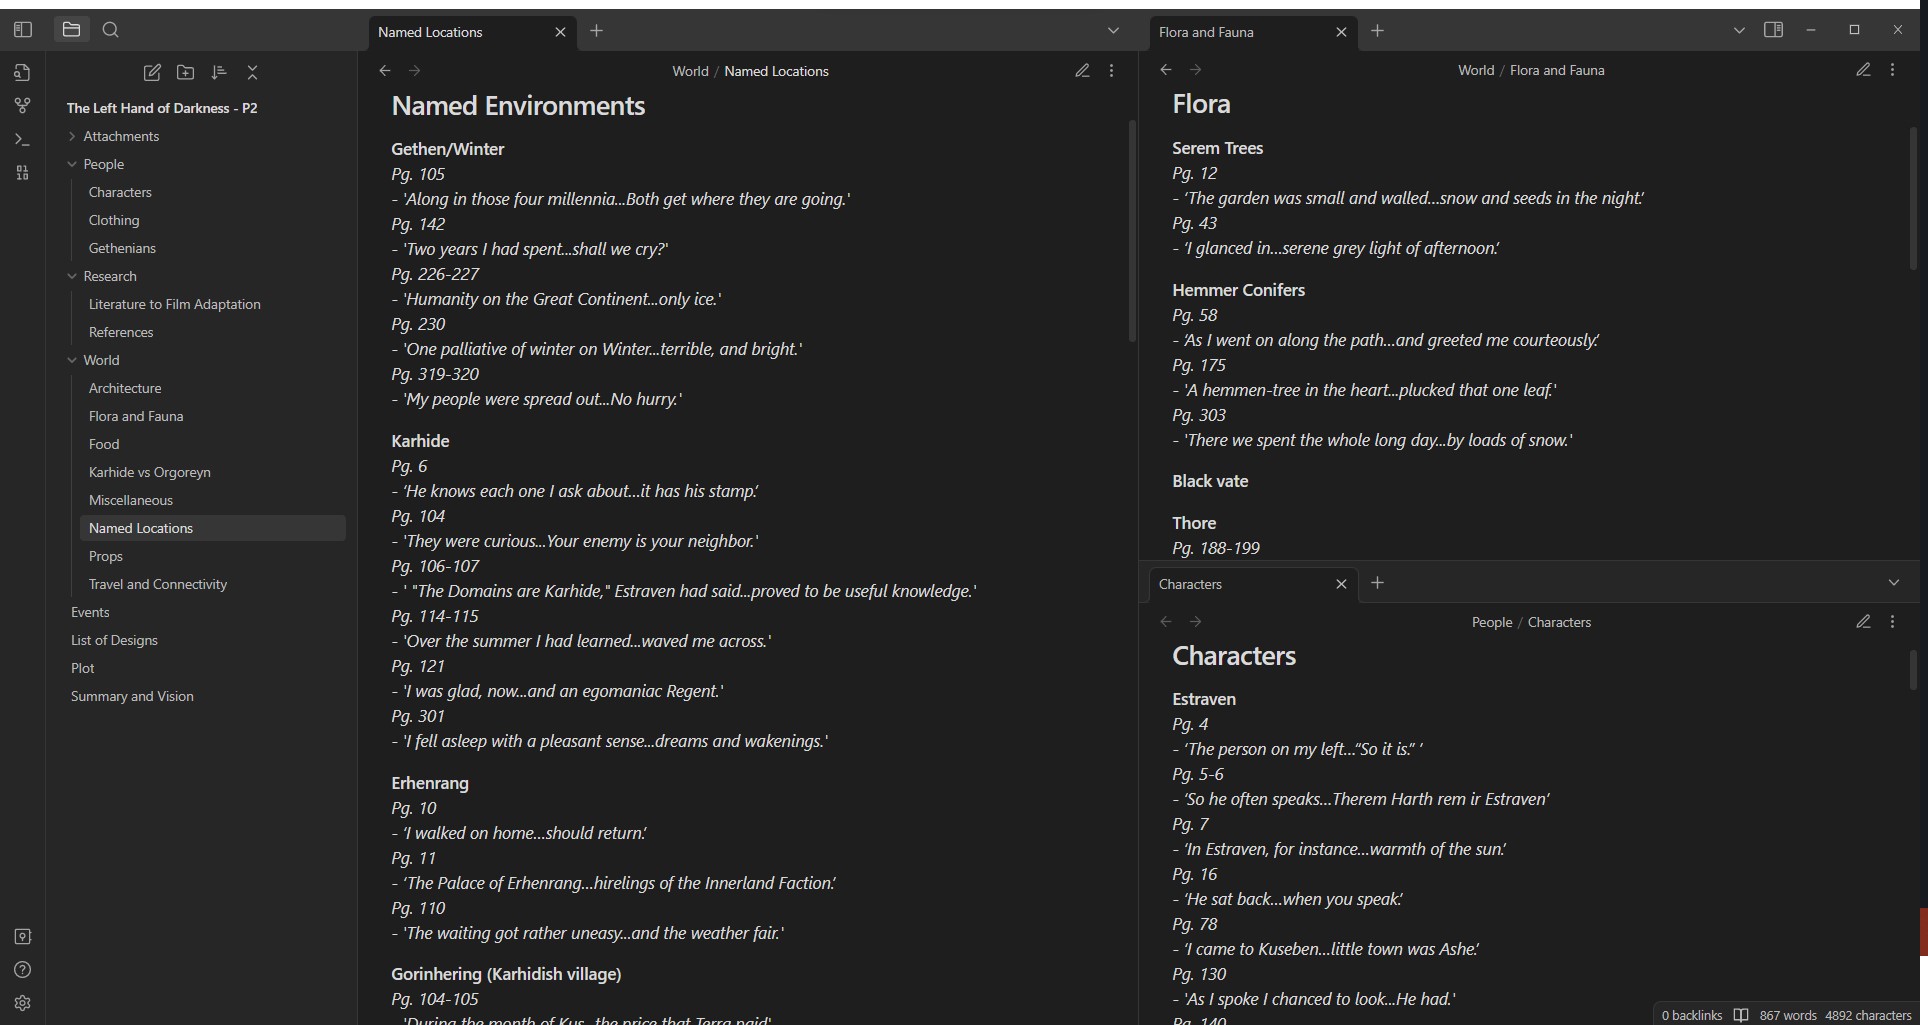 The Left Hand of Darkness - P2
Attachments
People
Characters
Clothing
Gethenians
Research
Literature to Film Adaptation
References
World
Architecture
Flora and Fauna
Food
Karhide vs Orgoreyn
Miscellaneous
Named Locations
Props
Travel and Connectivity
Events
List of Designs
Plot
Summary and Vision
Named Locations
World / Named Locations
Named Environments
Gethen/Winter
Pg. 105
- 'Along in those four millennia...Both get where they are going.'
Pg. 142
- 'Two years I had spent...shall we cry?'
Pg. 226-227
- 'Humanity on the Great Continent...only ice.'
Pg. 230
- 'One palliative of winter on Winter...terrible, and bright.'
Pg. 319-320
- 'My people were spread out...No hurry.'
Karhide
Pg. 6
- ‘He knows each one I ask about...it has his stamp.’
Pg. 104
- 'They were curious...Your enemy is your neighbor.'
Pg. 106-107
- ' "The Domains are Karhide," Estraven had said...proved to be useful knowledge.'
Pg. 114-115
- 'Over the summer I had learned...waved me across.'
Pg. 121
- 'I was glad, now...and an egomaniac Regent.'
Pg. 301
- 'I fell asleep with a pleasant sense...dreams and wakenings.'
Erhenrang
Pg. 10
- ‘I walked on home...should return.’
Pg. 11
- ‘The Palace of Erhenrang...hirelings of the Innerland Faction.’
Pg. 110
- 'The waiting got rather uneasy...and the weather fair.'
Gorinhering (Karhidish village)
Pg. 104-105
- 'During the month of Kus...the price that Terra paid'
Flora and Fauna
World / Flora and Fauna
Flora
Serem Trees
Pg. 12
- ‘The garden was small and walled...snow and seeds in the night.’
Pg. 43
- ‘I glanced in...serene grey light of afternoon.’
Hemmer Conifers
Pg. 58
- ‘As I went on along the path...and greeted me courteously.’
Pg. 175
- 'A hemmen-tree in the heart...plucked that one leaf.'
Pg. 303
- 'There we spent the whole long day...by loads of snow.'
Black vate
Thore
Pg. 188-199
Characters
People / Characters
Characters
Estraven
Pg. 4
- ‘The person on my left...“So it is.” ’
Pg. 5-6
- ‘So he often speaks...Therem Harth rem ir Estraven’
Pg. 7
- ‘In Estraven, for instance...warmth of the sun.’
Pg. 16
- ‘He sat back...when you speak.’
Pg. 78
- ‘I came to Kuseben...little town was Ashe.’
Pg. 130
- 'As I spoke I chanced to look...He had.'
Pg. 140
0 backlinks 867 words 4892 characters